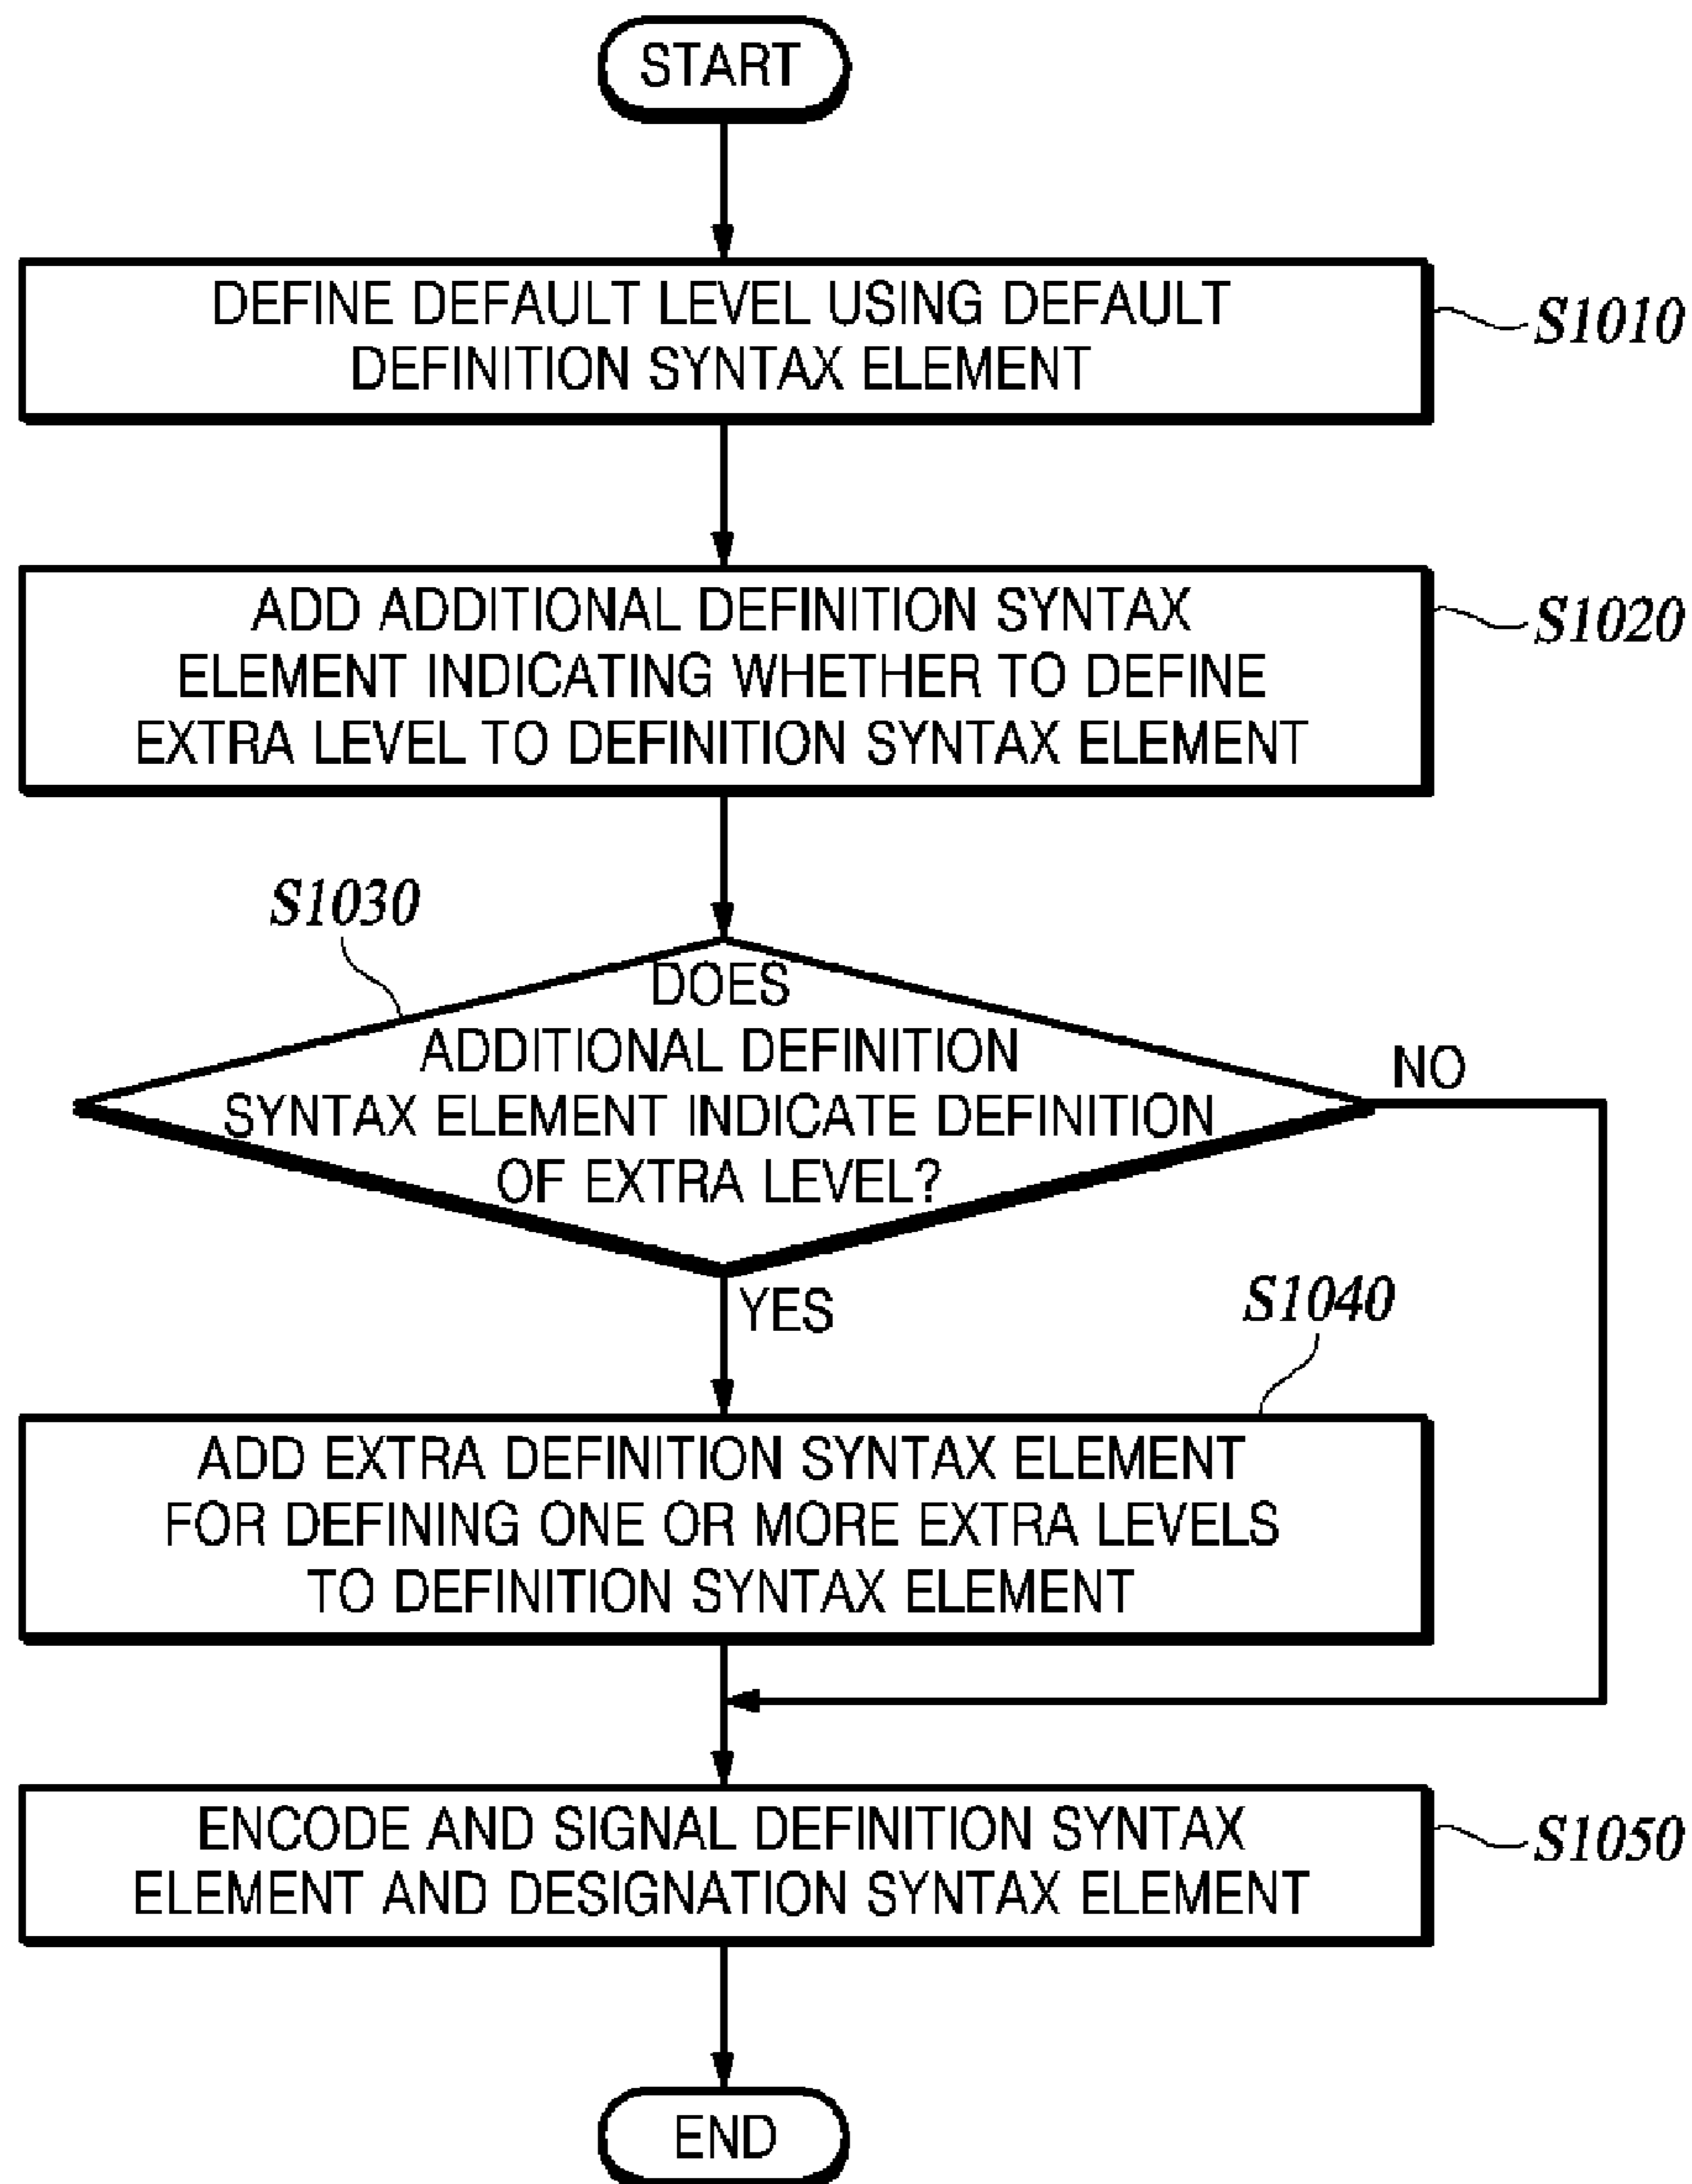 START
DEFINE DEFAULT LEVEL USING DEFAULT
DEFINITION SYNTAX ELEMENT
S1010
ADD ADDITIONAL DEFINITION SYNTAX
ELEMENT INDICATING WHETHER TO DEFINE
EXTRA LEVEL TO DEFINITION SYNTAX ELEMENT
S1020
S1030
DOES
ADDITIONAL DEFINITION
SYNTAX ELEMENT INDICATE DEFINITION
OF EXTRA LEVEL?
NO
YES
S1040
ADD EXTRA DEFINITION SYNTAX ELEMENT
FOR DEFINING ONE OR MORE EXTRA LEVELS
TO DEFINITION SYNTAX ELEMENT
ENCODE AND SIGNAL DEFINITION SYNTAX
ELEMENT AND DESIGNATION SYNTAX ELEMENT
S1050
END